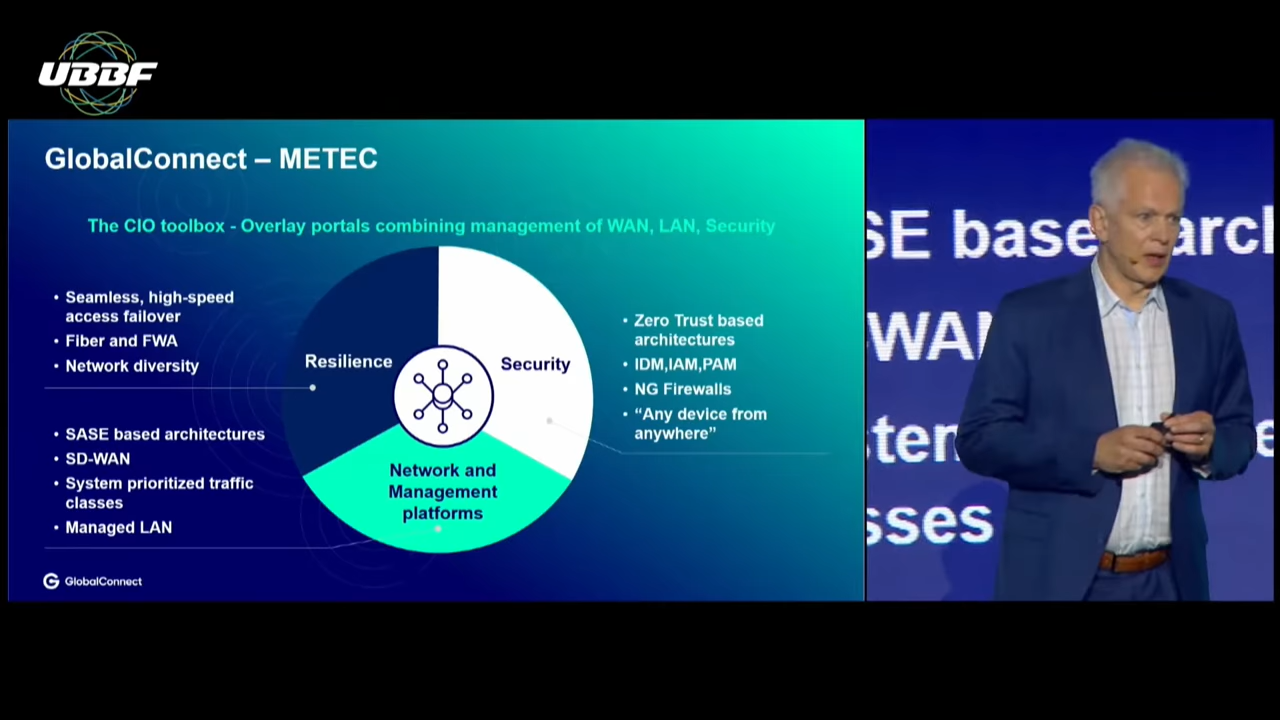 UBBF
GlobalConnect – METEC
The CIO toolbox - Overlay portals combining management of WAN, LAN, Security
• Seamless, high-speed
access failover
• Fiber and FWA
• Network diversity
• SASE based architectures
• SD-WAN
• System prioritized traffic
classes
• Managed LAN
Resilience
Security
Network and
Management
platforms
• Zero Trust based
architectures
• IDM,IAM,PAM
• NG Firewalls
• “Any device from
anywhere”
GlobalConnect
SE base
arch
WAN
sses